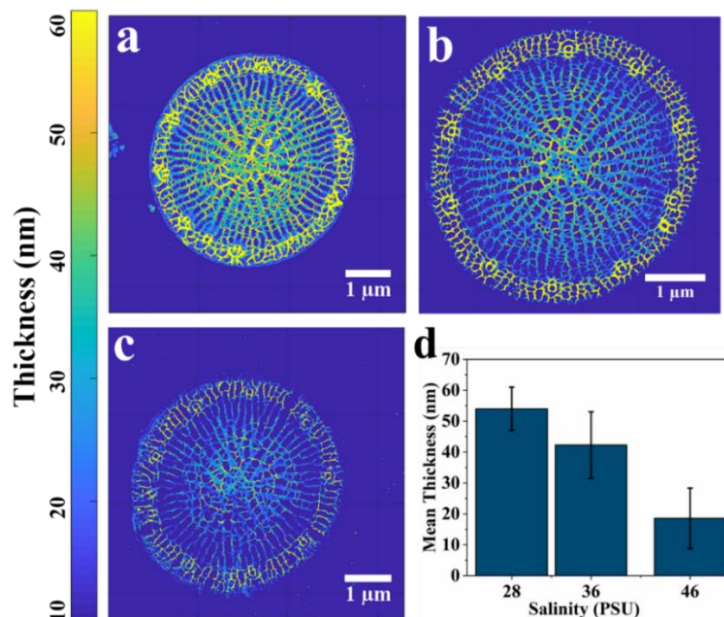 Thickness (nm)
60
50
40
30
20
10
a
1 μm
b
1 μm
c
1 μm
d
Mean Thickness (nm)
70
60
50
40
30
20
10
0
28 36 46
Salinity (PSU)